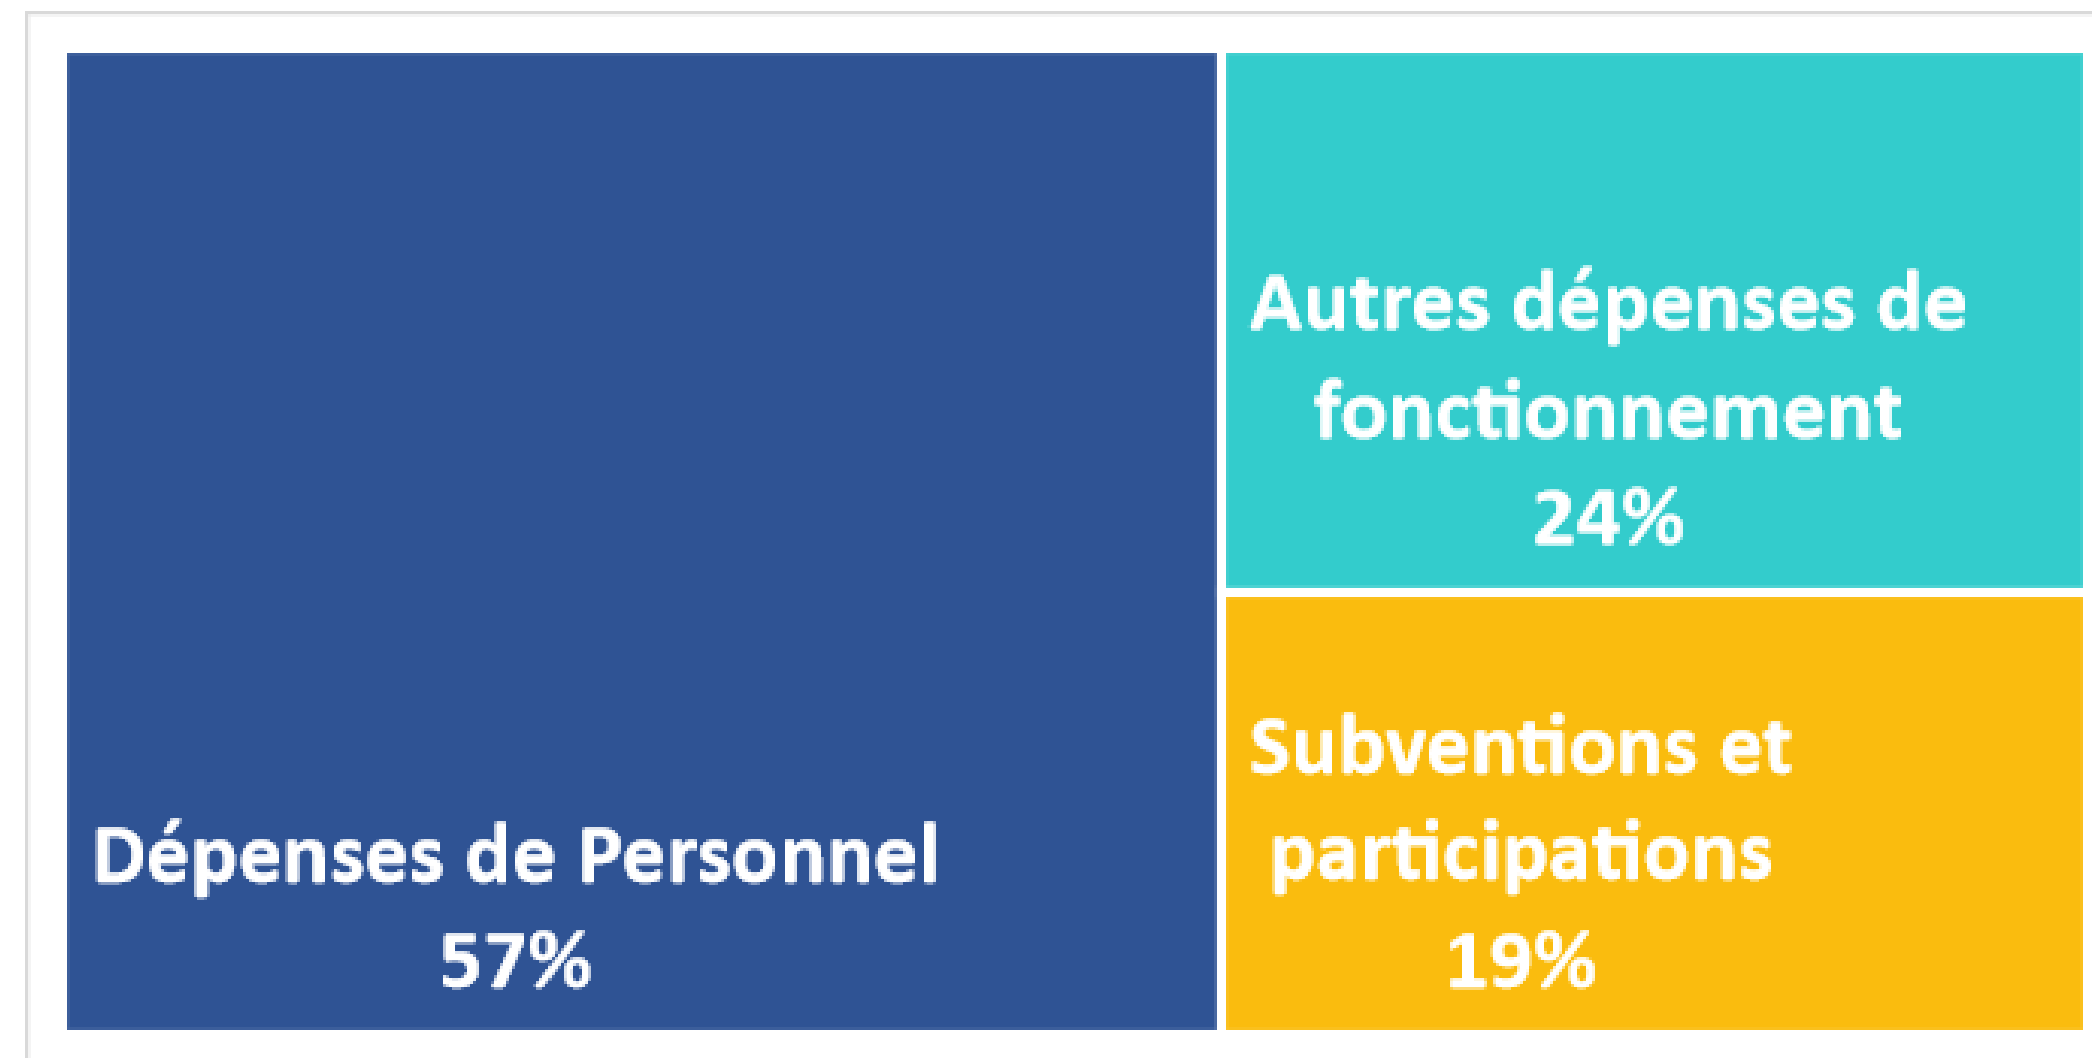 Dépenses de Personnel
57%
Autres dépenses de
fonctionnement
24%
Subventions et
participations
19%